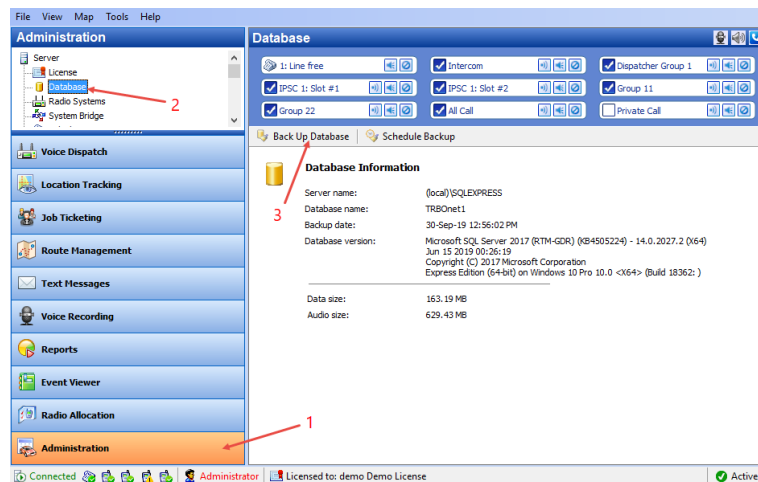 File View Map Tools Help
Administration
Server
License
Database
Radio Systems
System Bridge
2
Voice Dispatch
Location Tracking
Job Ticketing
Route Management
Text Messages
Voice Recording
Reports
Event Viewer
Radio Allocation
Administration
1
Database
1: Line free
Intercom
Dispatcher Group 1
IPSC 1: Slot #1
IPSC 1: Slot #2
Group 11
Group 22
All Call
Private Call
Back Up Database
Schedule Backup
3
Database Information
Server name: (local)\SQLEXPRESS
Database name: TRBOnet1
Backup date: 30-Sep-19 12:56:02 PM
Database version: Microsoft SQL Server 2017 (RTM-GDR) (KB4505224) - 14.0.2027.2 (X64)
Jun 15 2019 00:26:19
Copyright (C) 2017 Microsoft Corporation
Express Edition (64-bit) on Windows 10 Pro 10.0 <X64> (Build 18362: )
Data size: 163.19 MB
Audio size: 629.43 MB
Connected
Administrator
Licensed to: demo Demo License
Active